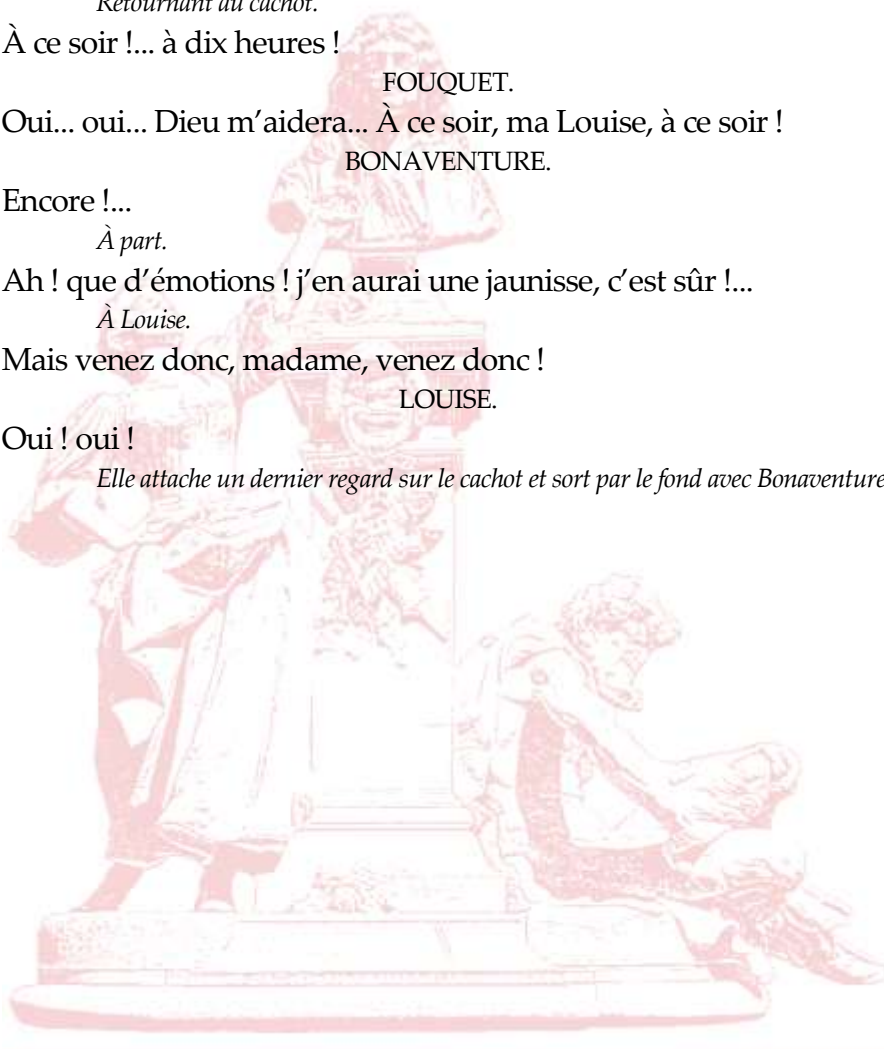 Retournant au cachot.
À ce soir !... à dix heures !
FOUQUET.
Oui... oui... Dieu m’aidera... À ce soir, ma Louise, à ce soir !
BONAVENTURE.
Encore !...
À part.
Ah ! que d’émotions ! j’en aurai une jaunisse, c’est sûr !...
À Louise.
Mais venez donc, madame, venez donc !
LOUISE.
Oui ! oui !
Elle attache un dernier regard sur le cachot et sort par le fond avec Bonaventure